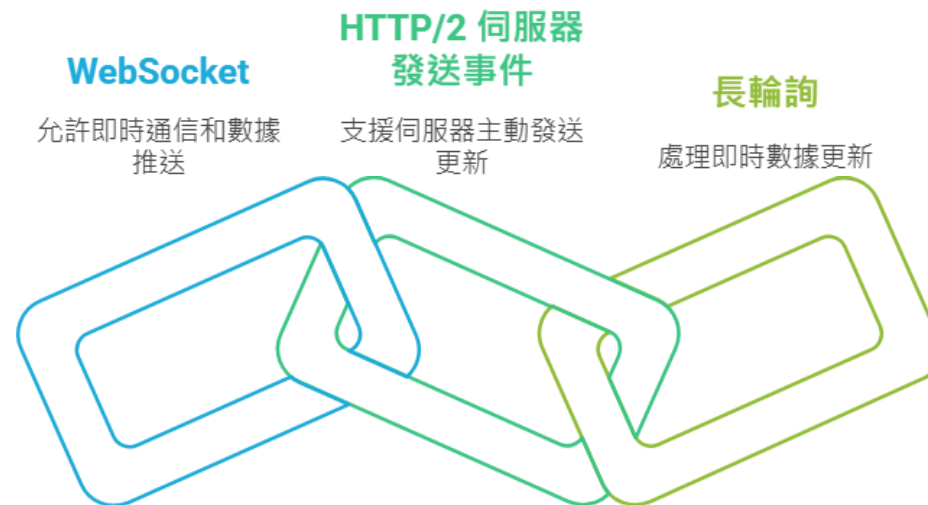 WebSocket
允許即時通信和數據
推送
HTTP/2 伺服器
發送事件
支援伺服器主動發送
更新
長輪詢
處理即時數據更新